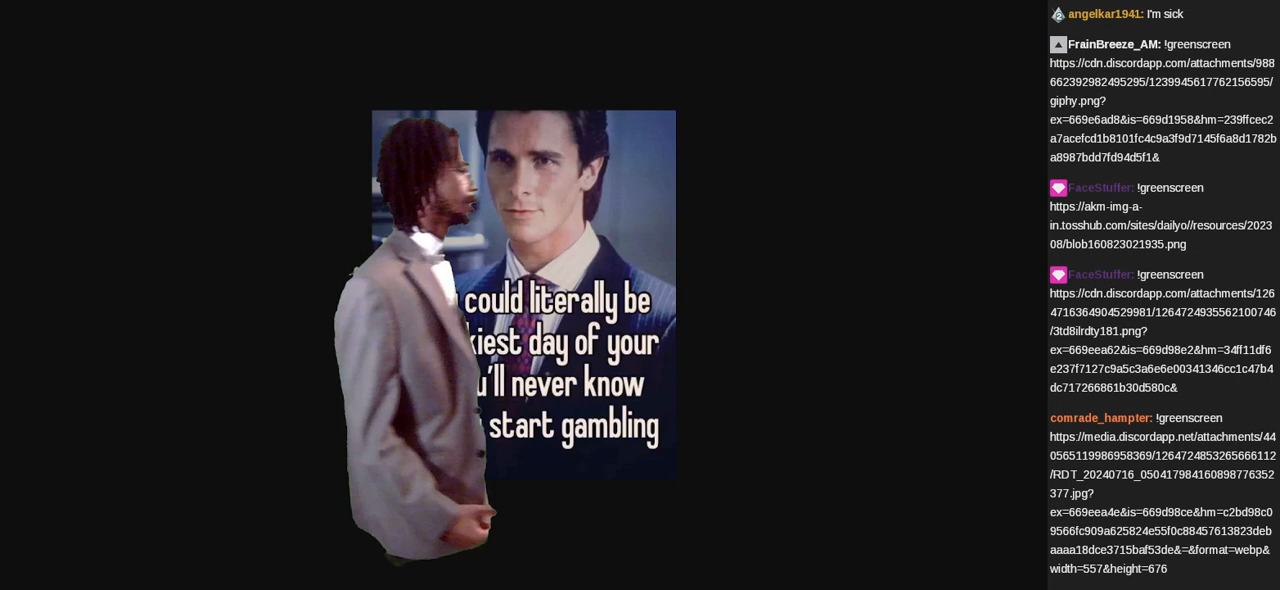 could literally be
kiest day of your
u'll never know
start gambling
angelkar1941: I'm sick
FrainBreeze_AM: !greenscreen
https://cdn.discordapp.com/attachments/988
662392982495295/1239945617762156595/
giphy.png?
ex=669e6ad8&is=669d1958&hm=239ffcec2
a7acefcd1b8101fc4c9a3f9d7145f6a8d1782b
a8987bdd7fd94d5f1&
FaceStuffer: !greenscreen
https://akm-img-a-
in.tosshub.com/sites/dailyo//resources/2023
08/blob160823021935.png
FaceStuffer: !greenscreen
https://cdn.discordapp.com/attachments/126
4716364904529981/1264724935562100746
/3td8ilrdty181.png?
ex=669eea62&is=669d98e2&hm=34ff11df6
e237f7127c9a5c3a6e6e00341346cc1c47b4
dc717266861b30d580c&
comrade_hampter: !greenscreen
https://media.discordapp.net/attachments/44
0565119986958369/1264724853265666112
/RDT_20240716_050417984160898776352
377.jpg?
ex=669eea4e&is=669d98ce&hm=c2bd98c0
9566fc909a625824e55f0c88457613823deb
aaaa18dce3715baf53de&=&format=webp&
width=557&height=676